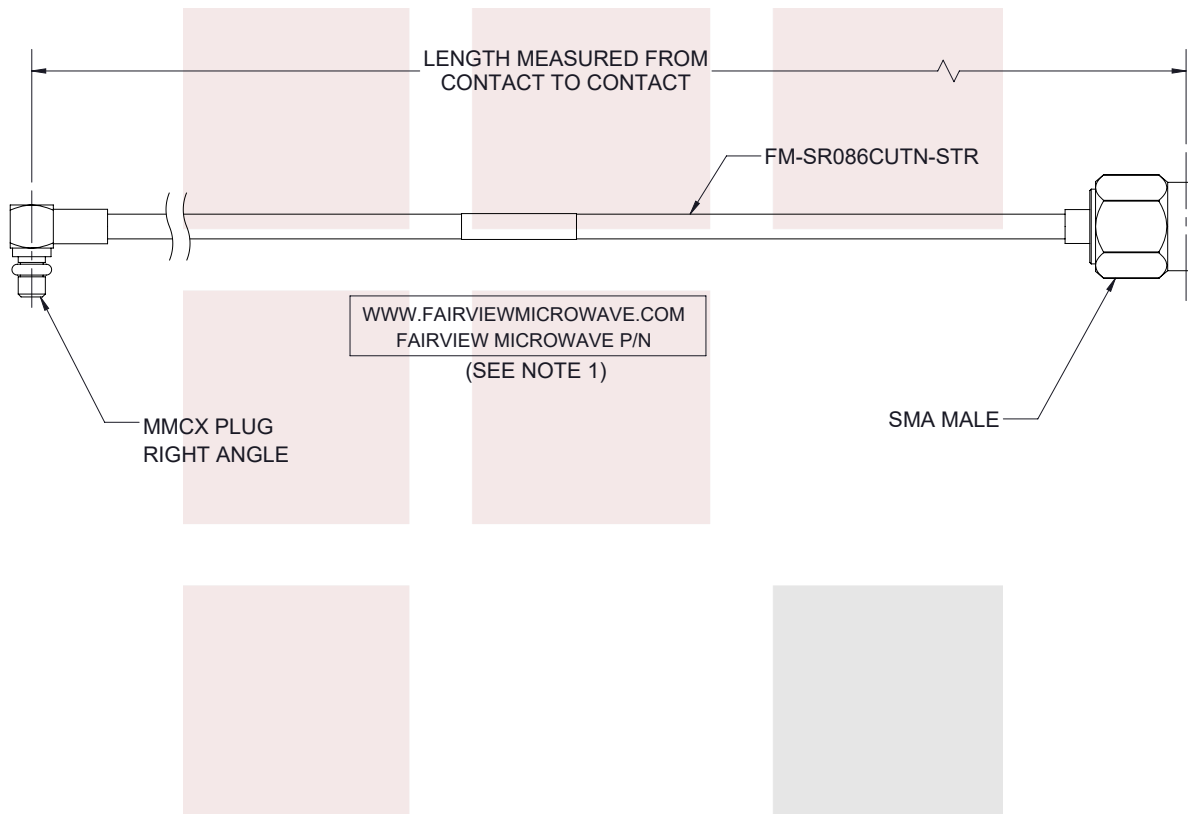 LENGTH MEASURED FROM
CONTACT TO CONTACT
FM-SR086CUTN-STR
WWW.FAIRVIEWMICROWAVE.COM
FAIRVIEW MICROWAVE P/N
(SEE NOTE 1)
MMCX PLUG
RIGHT ANGLE
SMA MALE